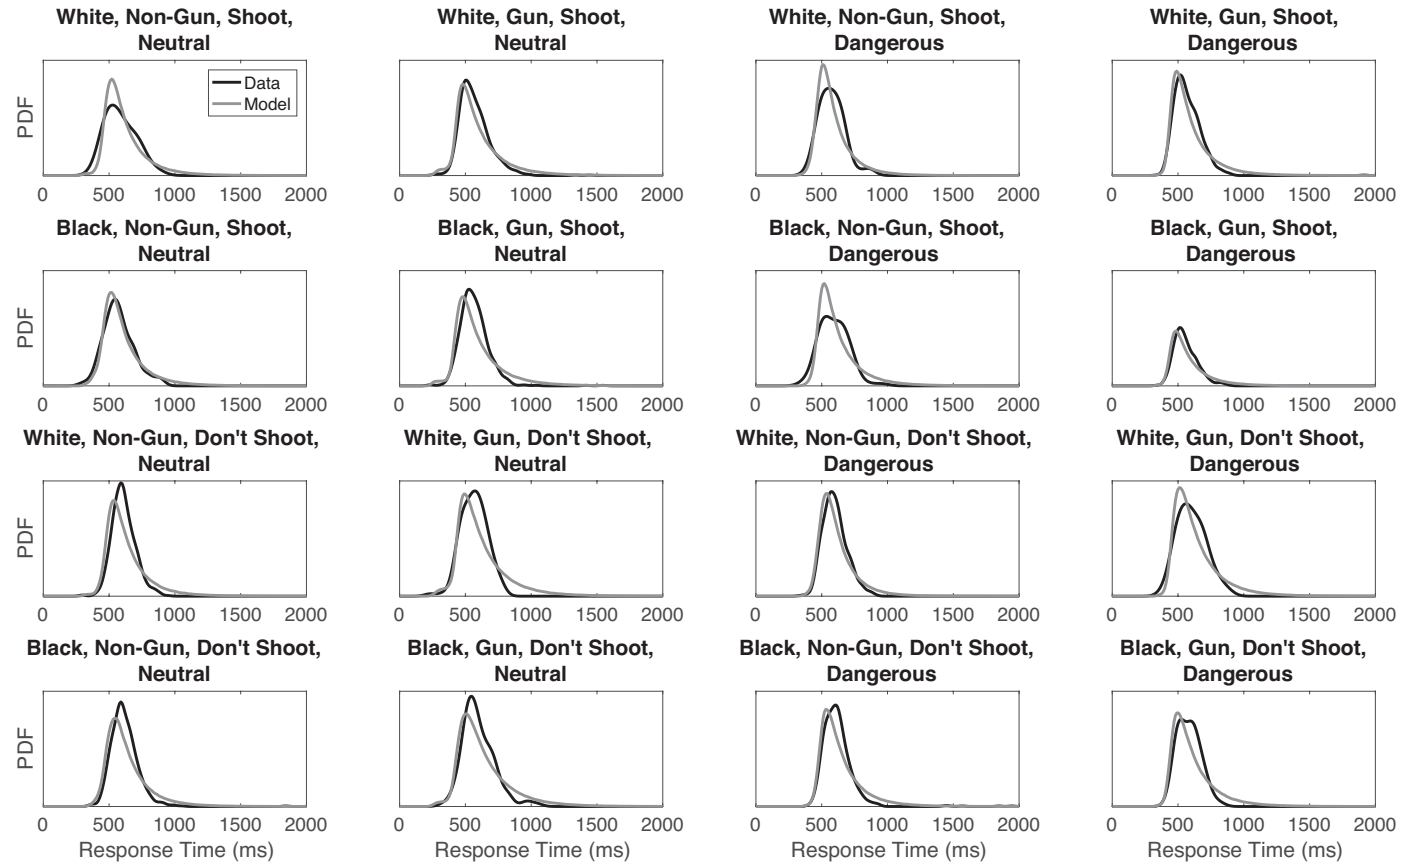 White, Non-Gun, Shoot,
Neutral
White, Gun, Shoot,
Neutral
White, Non-Gun, Shoot,
Dangerous
White, Gun, Shoot,
Dangerous
PDF
Data
Model
0 500 1000 1500 2000
0 500 1000 1500 2000
0 500 1000 1500 2000
0 500 1000 1500 2000
Black, Non-Gun, Shoot,
Neutral
Black, Gun, Shoot,
Neutral
Black, Non-Gun, Shoot,
Dangerous
Black, Gun, Shoot,
Dangerous
PDF
0 500 1000 1500 2000
0 500 1000 1500 2000
0 500 1000 1500 2000
0 500 1000 1500 2000
White, Non-Gun, Don't Shoot,
Neutral
White, Gun, Don't Shoot,
Neutral
White, Non-Gun, Don't Shoot,
Dangerous
White, Gun, Don't Shoot,
Dangerous
PDF
0 500 1000 1500 2000
0 500 1000 1500 2000
0 500 1000 1500 2000
0 500 1000 1500 2000
Black, Non-Gun, Don't Shoot,
Neutral
Black, Gun, Don't Shoot,
Neutral
Black, Non-Gun, Don't Shoot,
Dangerous
Black, Gun, Don't Shoot,
Dangerous
PDF
0 500 1000 1500 2000
Response Time (ms)
0 500 1000 1500 2000
Response Time (ms)
0 500 1000 1500 2000
Response Time (ms)
0 500 1000 1500 2000
Response Time (ms)